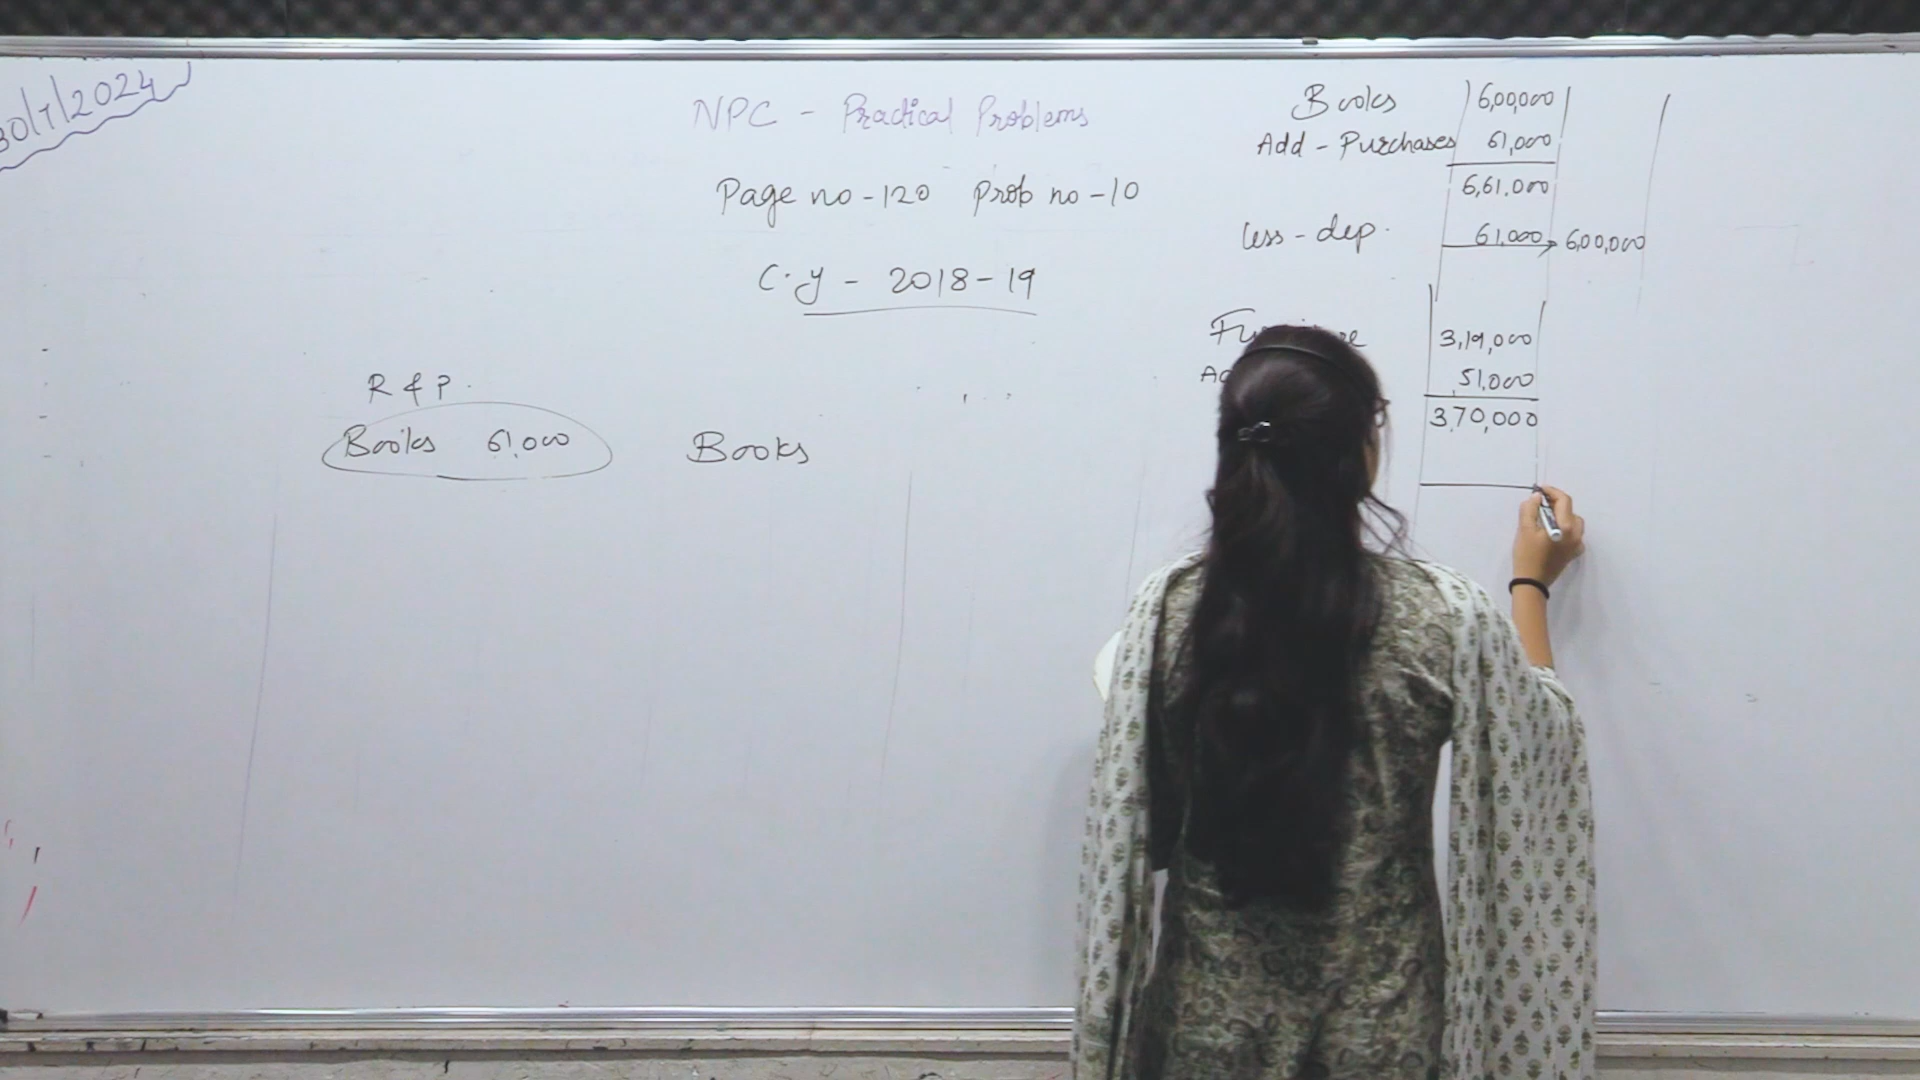 30/7/2024
NPC - Practical Problems
Page no - 120 Prob no - 10
C.y - 2018-19
R & P.
Books 61,000
Books
Books 6,00,000
Add - Purchases 61,000
6,61,000
Less - dep. 61,000 → 6,00,000
3,19,000
51,000
3,70,000